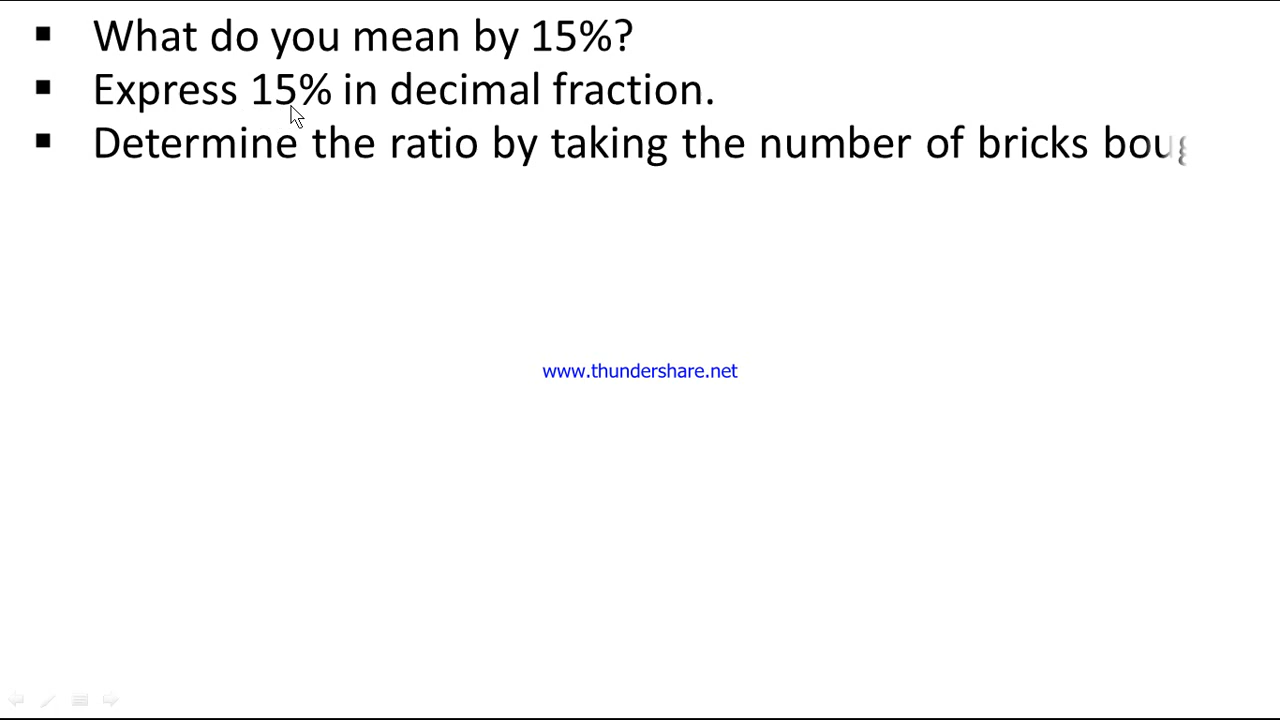 ▪ What do you mean by 15%?
▪ Express 15% in decimal fraction.
▪ Determine the ratio by taking the number of bricks
www.thundershare.net